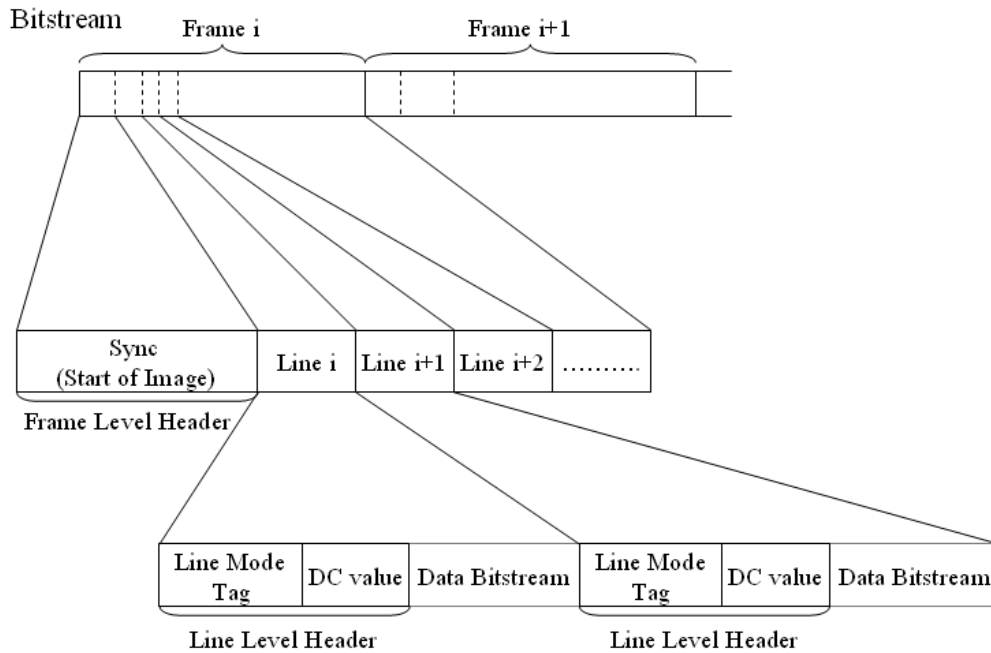 Bitstream
Frame i
Frame i+1
Sync
(Start of Image)
Line i
Line i+1
Line i+2
..........
Frame Level Header
Line Mode
Tag
DC value
Data Bitstream
Line Mode
Tag
DC value
Data Bitstream
Line Level Header
Line Level Header